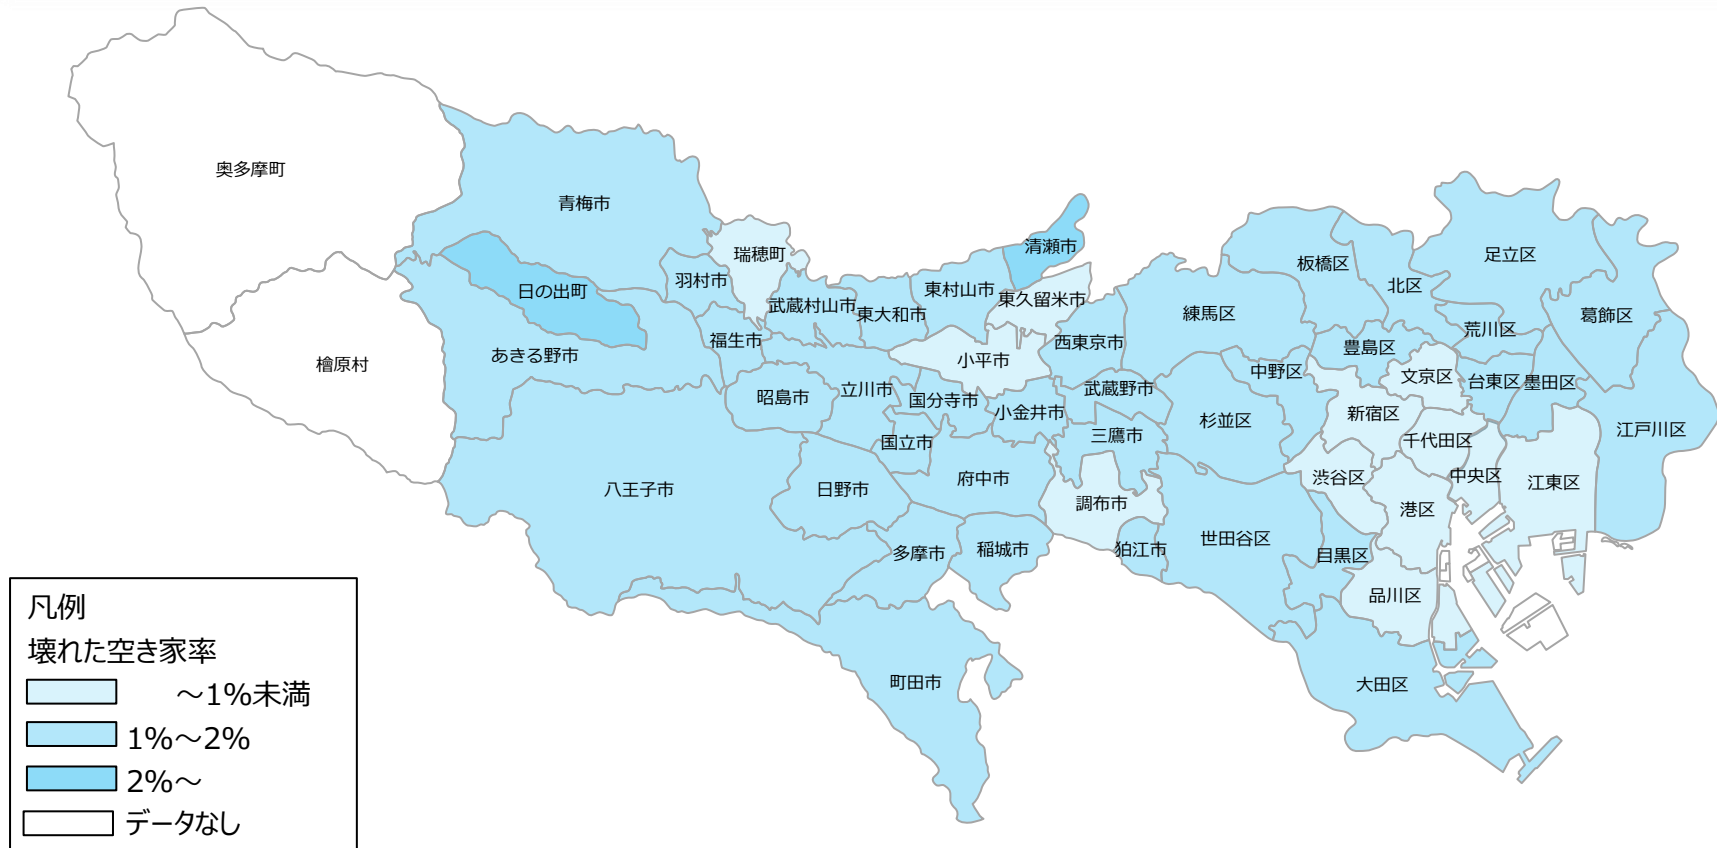 奥多摩町
檜原村
青梅市
日の出町
あきる野市
瑞穂町
羽村市
福生市
武蔵村山市
東大和市
東村山市
清瀬市
東久留米市
小平市
西東京市
昭島市
立川市
国分寺市
小金井市
武蔵野市
三鷹市
国立市
八王子市
日野市
府中市
調布市
多摩市
稲城市
狛江市
町田市
練馬区
板橋区
北区
足立区
葛飾区
荒川区
豊島区
文京区
台東区
墨田区
中野区
杉並区
新宿区
千代田区
江戸川区
渋谷区
中央区
江東区
港区
世田谷区
目黒区
品川区
大田区
凡例
壊れた空き家率
～1%未満
1%～2%
2%～
データなし